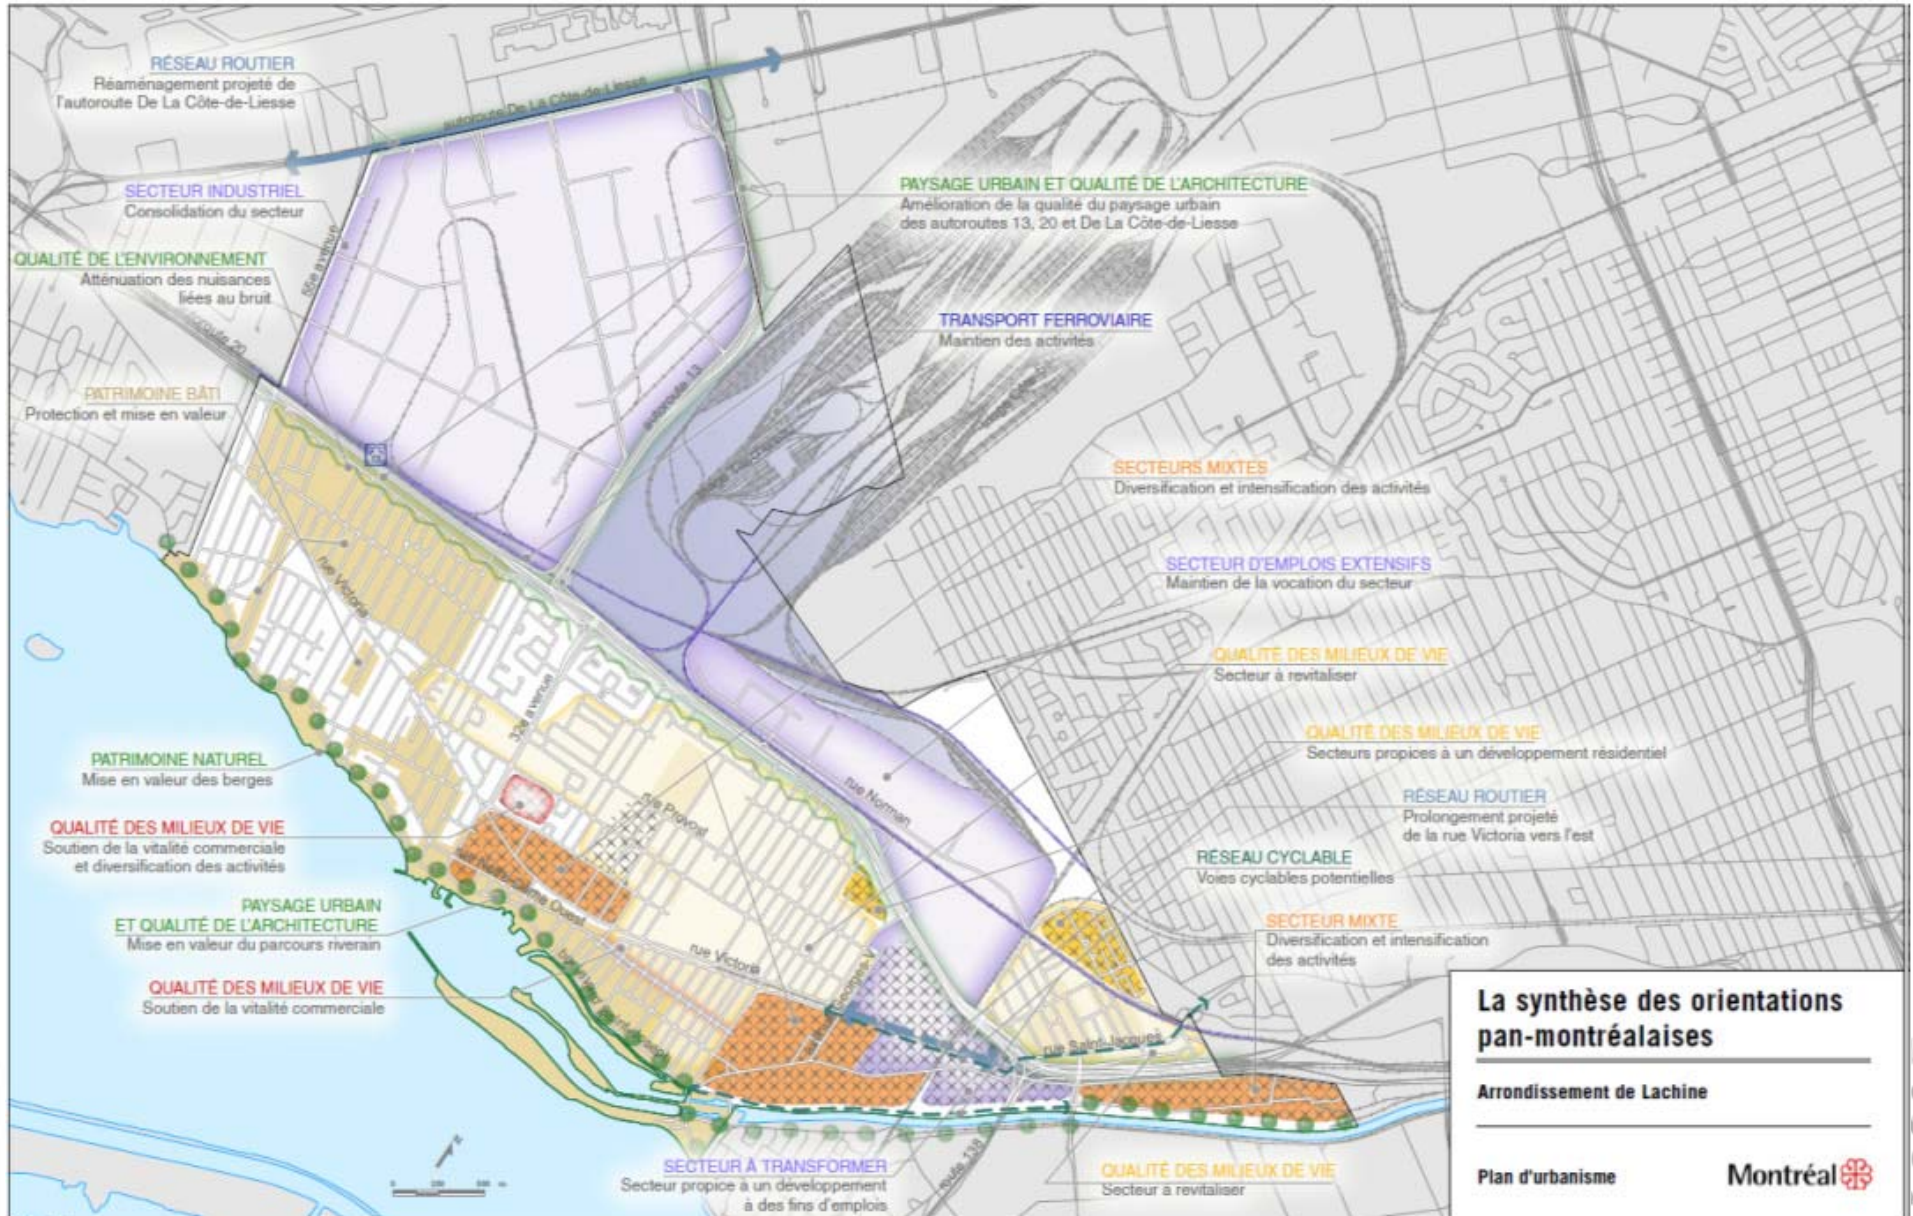 RÉSEAU ROUTIER
Réaménagement projeté de
l'autoroute De La Côte-de-Liesse
autoroute De La Côte-de-Liesse
SECTEUR INDUSTRIEL
Consolidation du secteur
55e avenue
QUALITÉ DE L'ENVIRONNEMENT
Atténuation des nuisances
liées au bruit
autoroute 13
PATRIMOINE BÂTI
Protection et mise en valeur
PAYSAGE URBAIN ET QUALITÉ DE L'ARCHITECTURE
Amélioration de la qualité du paysage urbain
des autoroutes 13, 20 et De La Côte-de-Liesse
TRANSPORT FERROVIAIRE
Maintien des activités
SECTEURS MIXTES
Diversification et intensification des activités
SECTEUR D'EMPLOIS EXTENSIFS
Maintien de la vocation du secteur
QUALITÉ DES MILIEUX DE VIE
Secteur à revitaliser
QUALITÉ DES MILIEUX DE VIE
Secteurs propices à un développement résidentiel
RÉSEAU ROUTIER
Prolongement projeté
de la rue Victoria vers l'est
RÉSEAU CYCLABLE
Voies cyclables potentielles
SECTEUR MIXTE
Diversification et intensification
des activités
rue Victoria
32e avenue
rue Provost
rue Norman
rue Victoria
rue Saint-Jacques
PATRIMOINE NATUREL
Mise en valeur des berges
QUALITÉ DES MILIEUX DE VIE
Soutien de la vitalité commerciale
et diversification des activités
PAYSAGE URBAIN
ET QUALITÉ DE L'ARCHITECTURE
Mise en valeur du parcours riverain
QUALITÉ DES MILIEUX DE VIE
Soutien de la vitalité commerciale
SECTEUR À TRANSFORMER
Secteur propice à un développement
à des fins d'emplois
route 138
QUALITÉ DES MILIEUX DE VIE
Secteur a revitaliser
La synthèse des orientations
pan-montréalaises
Arrondissement de Lachine
Plan d'urbanisme
Montréal